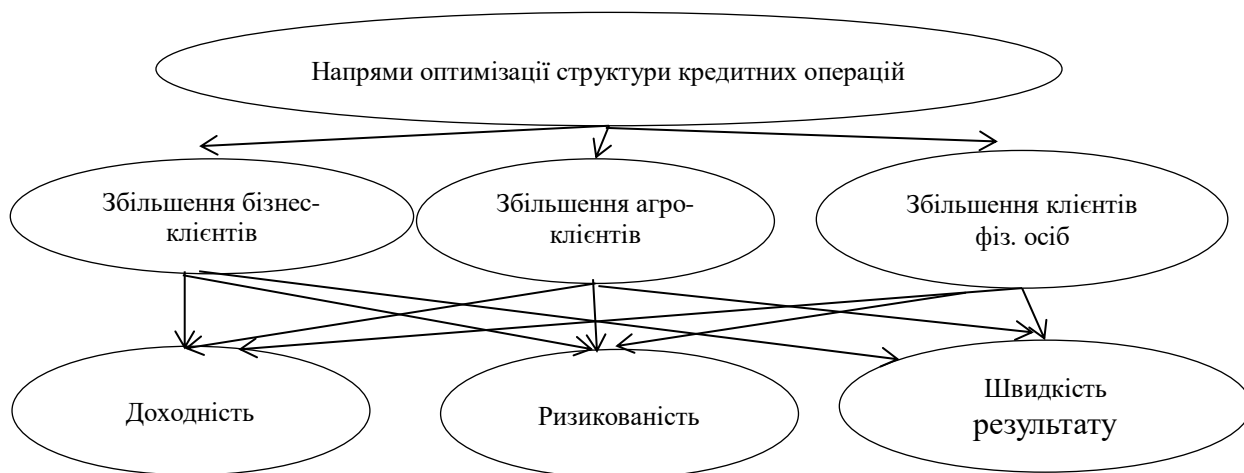 Напрями оптимізації структури кредитних операцій
Збільшення бізнес-
клієнтів
Збільшення агро-
клієнтів
Збільшення клієнтів
фіз. осіб
Доходність
Ризикованість
Швидкість
результату